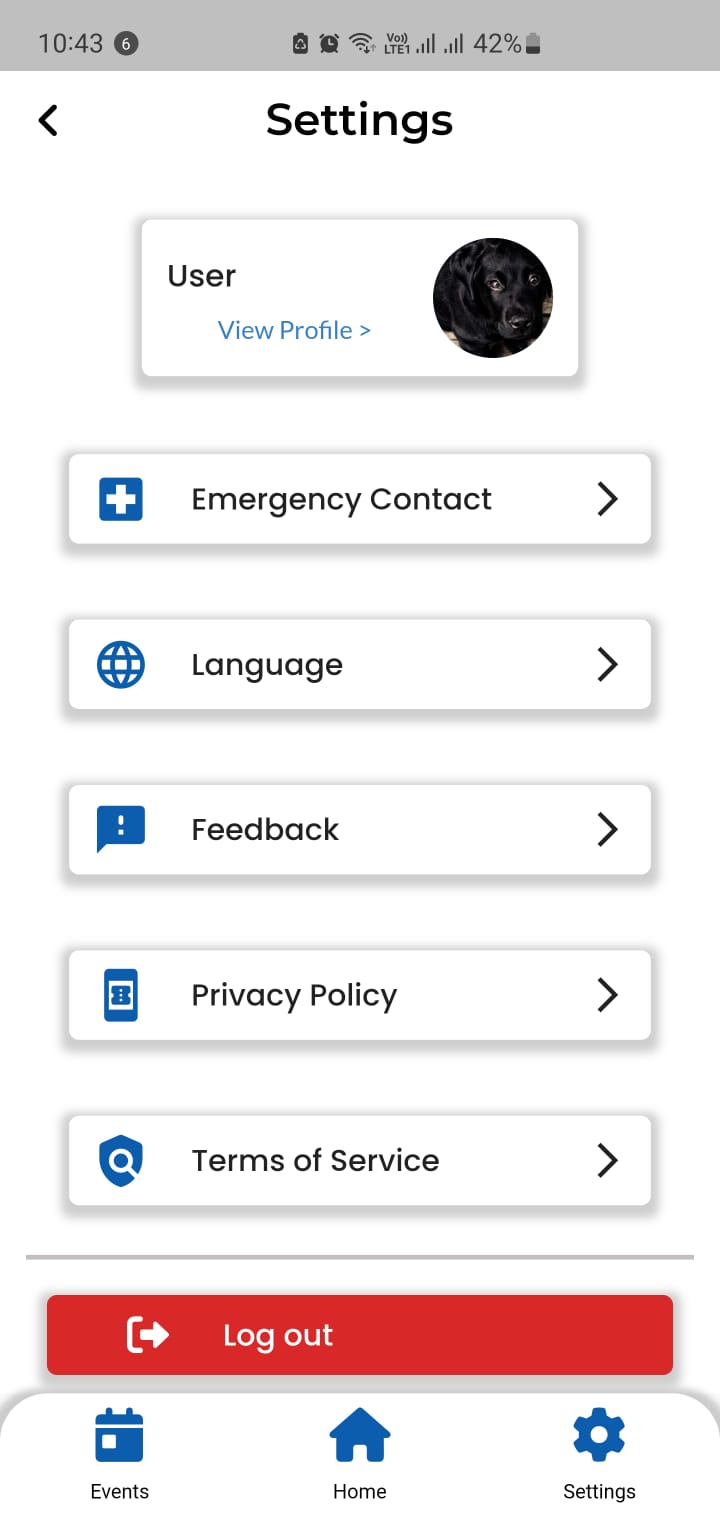 10:43 6 Vo)) LTE1 42%
Settings
User
View Profile >
Emergency Contact
Language
Feedback
Privacy Policy
Terms of Service
Log out
Events Home Settings